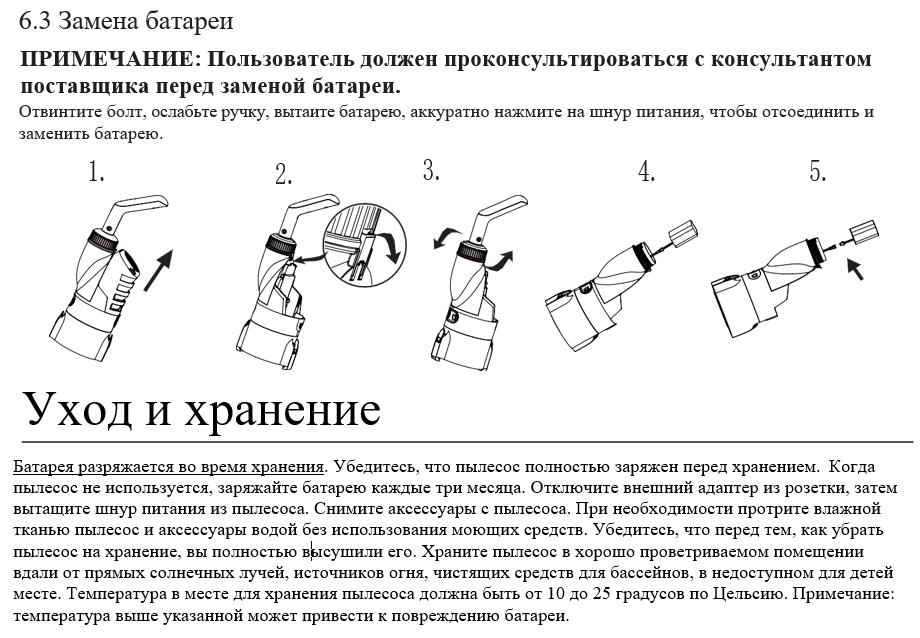 6.3 Замена батареи
ПРИМЕЧАНИЕ: Пользователь должен проконсультироваться с консультантом
поставщика перед заменой батареи.
Отвинтите болт, ослабьте ручку, вытаите батарею, аккуратно нажмите на шнур питания, чтобы отсоединить и
заменить батарею.
1. 2. 3. 4. 5.
Уход и хранение
Батарея разряжается во время хранения. Убедитесь, что пылесос полностью заряжен перед хранением. Когда
пылесос не используется, заряжайте батарею каждые три месяца. Отключите внешний адаптер из розетки, затем
вытащите шнур питания из пылесоса. Снимите аксессуары с пылесоса. При необходимости протрите влажной
тканью пылесос и аксессуары водой без использования моющих средств. Убедитесь, что перед тем, как убрать
пылесос на хранение, вы полностью высушили его. Храните пылесос в хорошо проветриваемом помещении
вдали от прямых солнечных лучей, источников огня, чистящих средств для бассейнов, в недоступном для детей
месте. Температура в месте для хранения пылесоса должна быть от 10 до 25 градусов по Цельсию. Примечание:
температура выше указанной может привести к повреждению батареи.